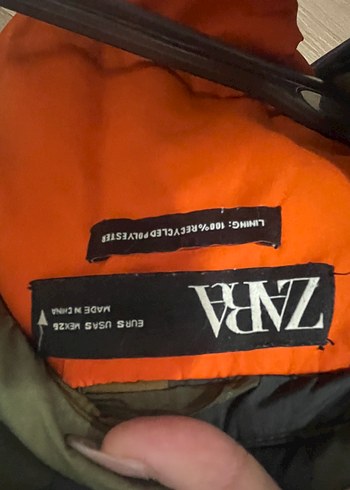 ZARA
EUR S USA S MEX 26
MADE IN CHINA
LINING: 100% RECYCLED POLYESTER